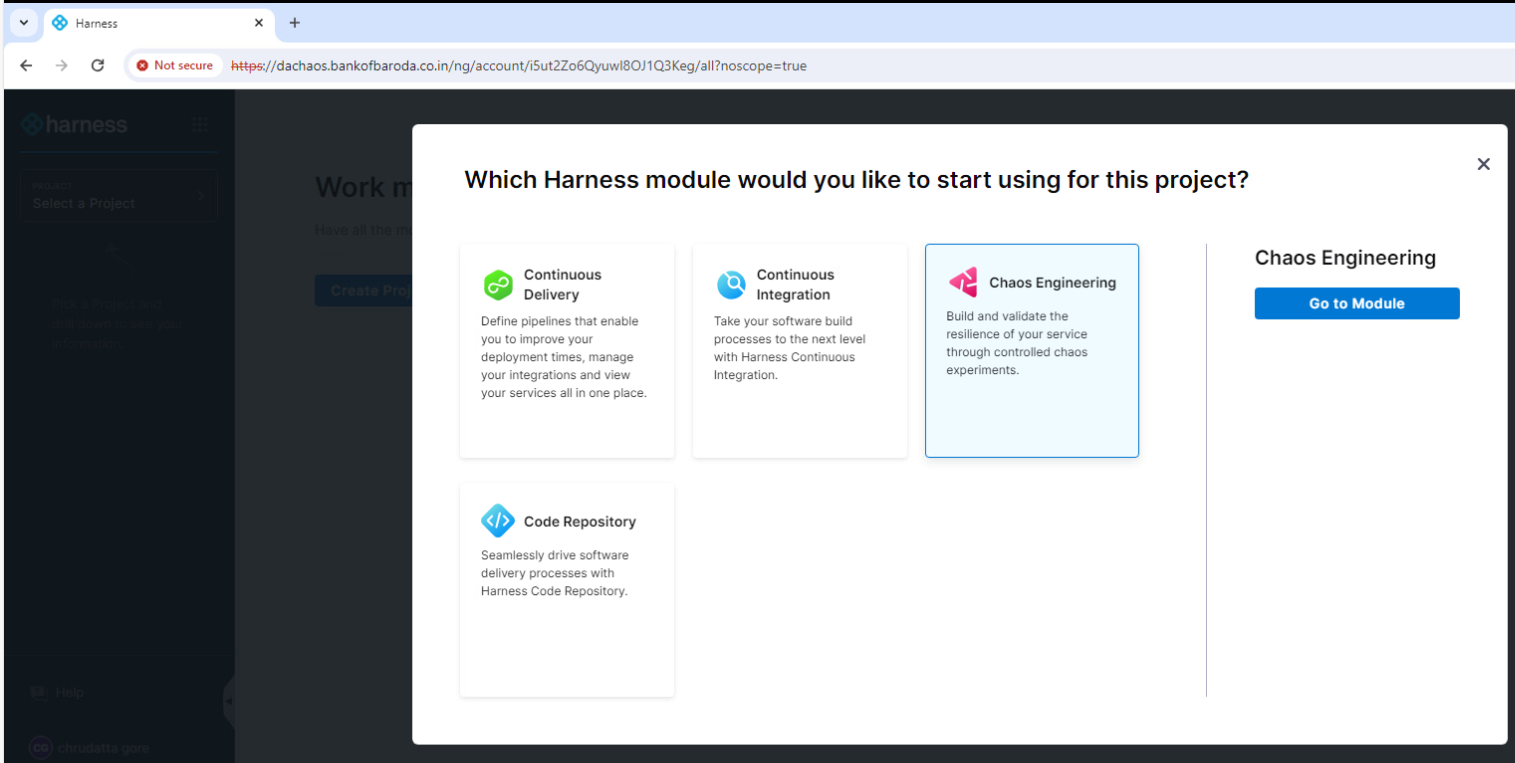 Harness
Not secure https://dachaos.bankofbaroda.co.in/ng/account/i5ut2Zo6Qyuwl8OJ1Q3Keg/all?noscope=true
harness
PROJECT
Select a Project
Work m
Have all the m
Create Proj
Which Harness module would you like to start using for this project?
Continuous
Delivery
Define pipelines that enable
you to improve your
deployment times, manage
your integrations and view
your services all in one place.
Continuous
Integration
Take your software build
processes to the next level
with Harness Continuous
Integration.
Chaos Engineering
Build and validate the
resilience of your service
through controlled chaos
experiments.
Code Repository
Seamlessly drive software
delivery processes with
Harness Code Repository.
Chaos Engineering
Go to Module
Help
CG chrudatta gore